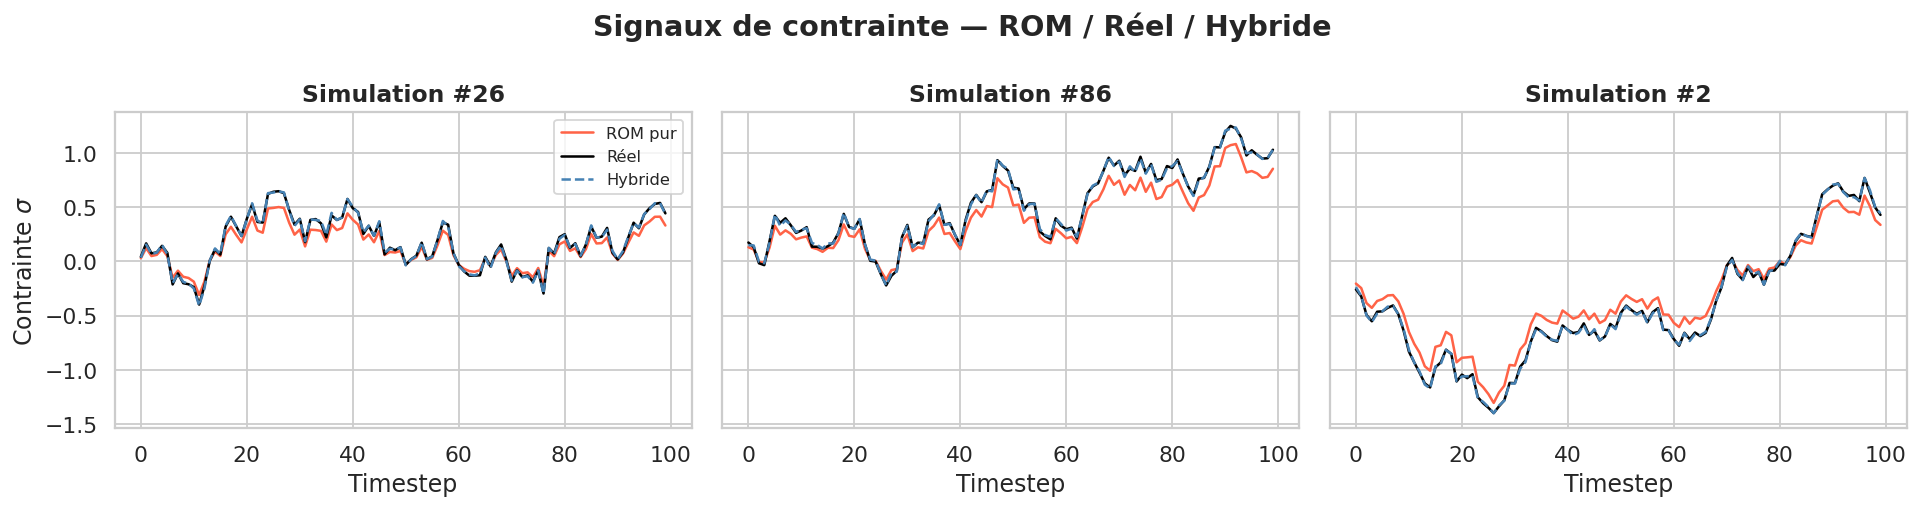 Signaux de contrainte — ROM / Réel / Hybride
Simulation #26
Simulation #86
Simulation #2
ROM pur
Réel
Hybride
Contrainte σ
1.0
0.5
0.0
−0.5
−1.0
−1.5
0 20 40 60 80 100
0 20 40 60 80 100
0 20 40 60 80 100
Timestep
Timestep
Timestep